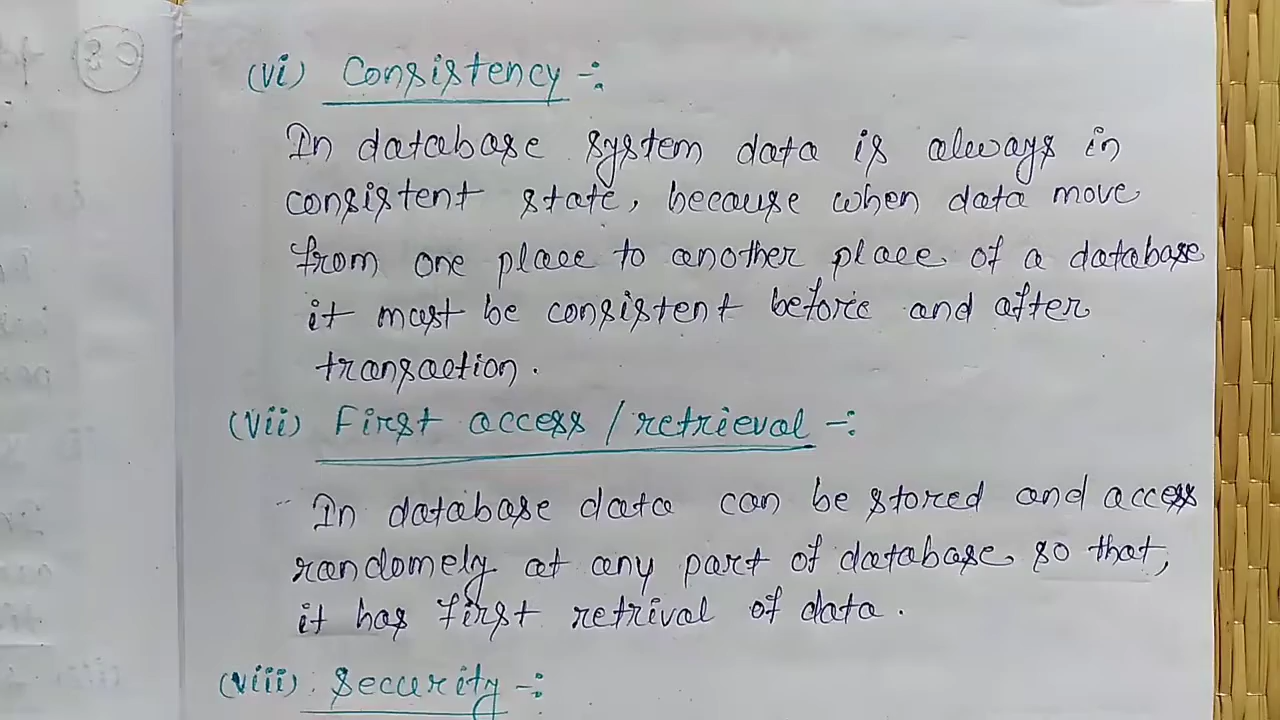 30
(vi) Consistency -:
In database system data is always in
consistent state, because when data move
from one place to another place of a database
it must be consistent before and after
transaction.
(vii) First access / retrieval -:
In database data can be stored and access
randomely at any part of database so that,
it has first retrival of data.
(viii) Security -: